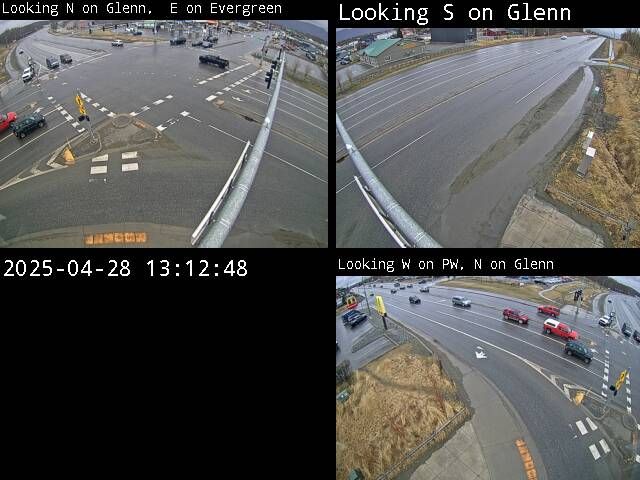 Looking N on Glenn,  E on Evergreen
Looking S on Glenn
2025-04-28 13:12:48
Looking W on PW, N on Glenn